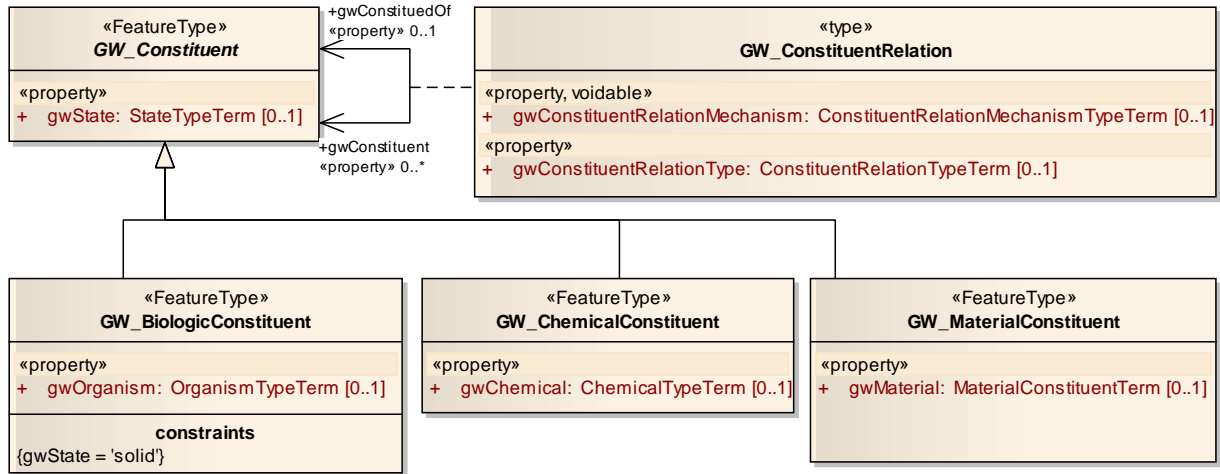 «FeatureType»
GW_Constituent
«property»
+ gwState: StateTypeTerm [0..1]
+gwConstituedOf
«property» 0..1
+gwConstituent
«property» 0..*
«type»
GW_ConstituentRelation
«property, voidable»
+ gwConstituentRelationMechanism: ConstituentRelationMechanismTypeTerm [0..1]
«property»
+ gwConstituentRelationType: ConstituentRelationTypeTerm [0..1]
«FeatureType»
GW_BiologicConstituent
«property»
+ gwOrganism: OrganismTypeTerm [0..1]
constraints
{gwState = 'solid'}
«FeatureType»
GW_ChemicalConstituent
«property»
+ gwChemical: ChemicalTypeTerm [0..1]
«FeatureType»
GW_MaterialConstituent
«property»
+ gwMaterial: MaterialConstituentTerm [0..1]